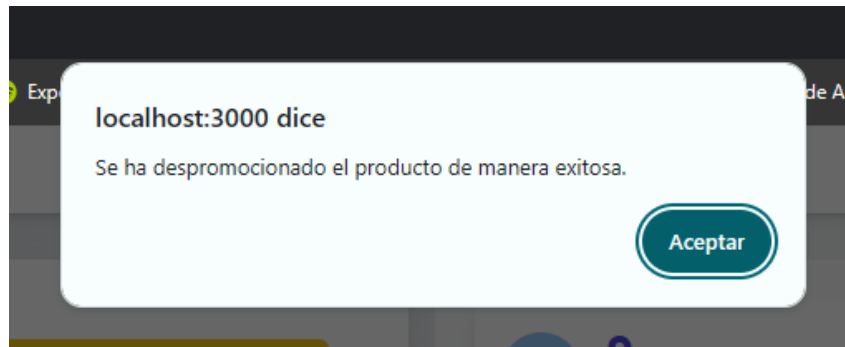 localhost:3000 dice
Se ha despromocionado el producto de manera exitosa.
Aceptar